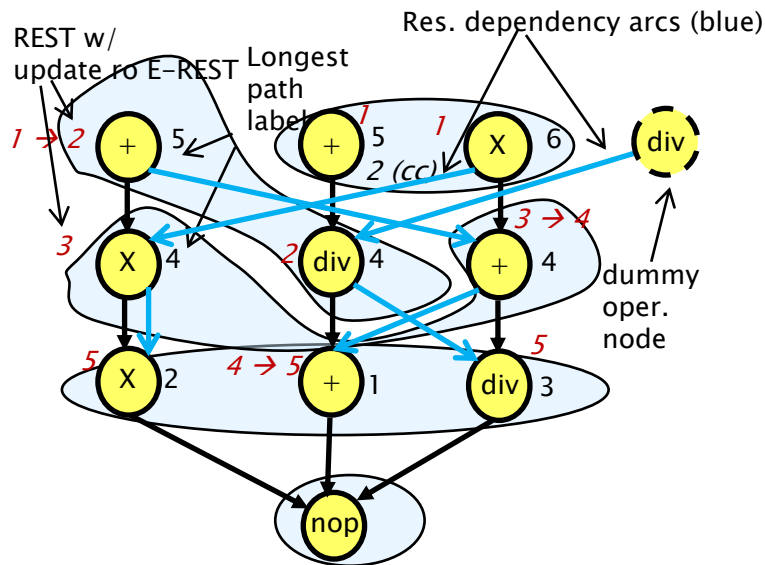 REST w/
update ro E-REST
Longest
path
label
Res. dependency arcs (blue)
1 → 2
+
5
1
+
5
2 (cc)
1
X
6
div
3
X
4
2
div
4
3 → 4
+
4
dummy
oper.
node
5
X
2
4 → 5
+
1
5
div
3
nop